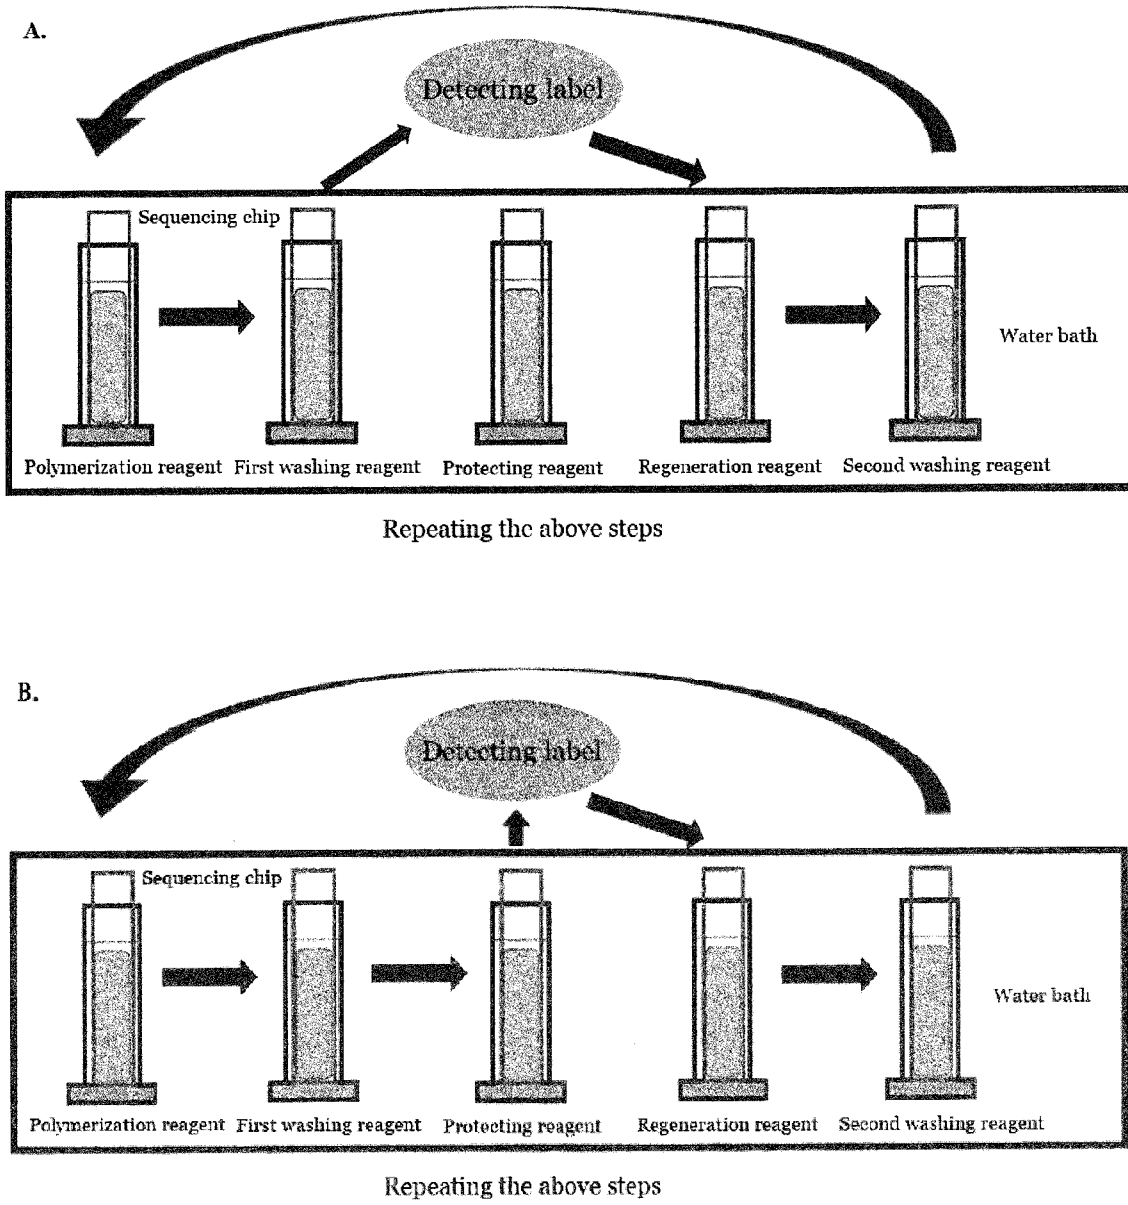 A.
Detecting label
Sequencing chip
Water bath
Polymerization reagent First washing reagent Protecting reagent Regeneration reagent Second washing reagent
Repeating the above steps
B.
Detecting label
Sequencing chip
Water bath
Polymerization reagent First washing reagent Protecting reagent Regeneration reagent Second washing reagent
Repeating the above steps